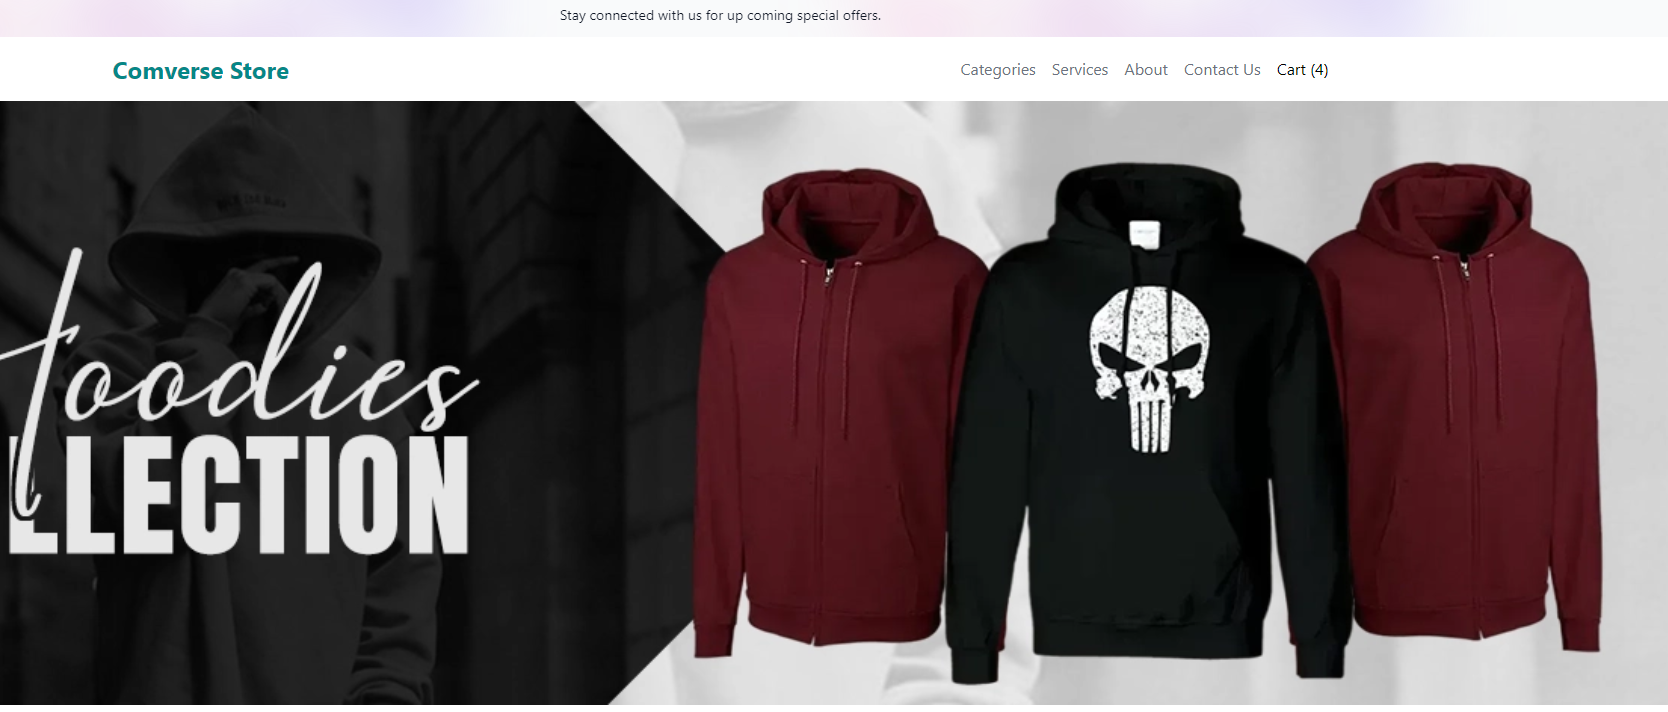 Stay connected with us for up coming special offers.
Comverse Store
Categories Services About Contact Us Cart (4)
Hoodies
LLECTION